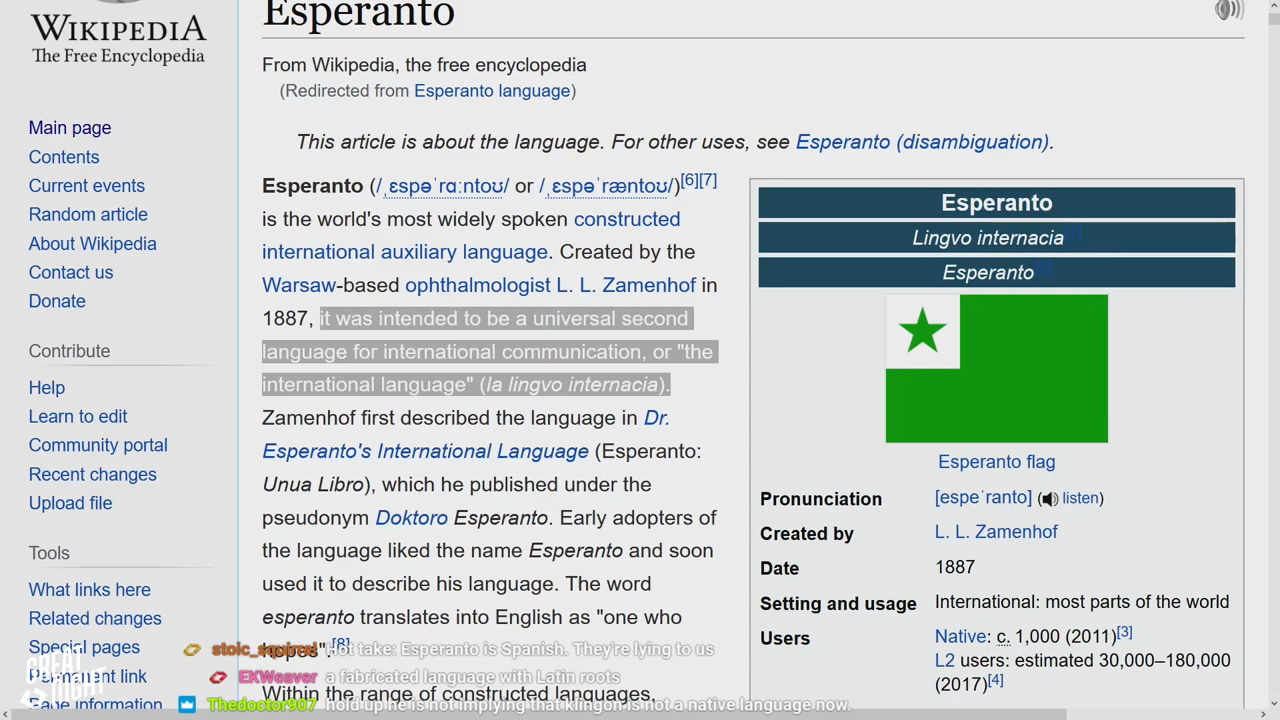 WIKIPEDIA
The Free Encyclopedia
Main page
Contents
Current events
Random article
About Wikipedia
Contact us
Donate
Contribute
Help
Learn to edit
Community portal
Recent changes
Upload file
Tools
What links here
Related changes
Special pages
Permanent link
Page information
Esperanto
From Wikipedia, the free encyclopedia
(Redirected from Esperanto language)
This article is about the language. For other uses, see Esperanto (disambiguation).
Esperanto (/ˌɛspəˈrɑːntoʊ/ or /ˌɛspəˈræntoʊ/)[6][7]
is the world's most widely spoken constructed
international auxiliary language. Created by the
Warsaw-based ophthalmologist L. L. Zamenhof in
1887, it was intended to be a universal second
language for international communication, or "the
international language" (la lingvo internacia).
Zamenhof first described the language in Dr.
Esperanto's International Language (Esperanto:
Unua Libro), which he published under the
pseudonym Doktoro Esperanto. Early adopters of
the language liked the name Esperanto and soon
used it to describe his language. The word
esperanto translates into English as "one who
hopes".[8]
Within the range of constructed languages,
Esperanto
Lingvo internacia
Esperanto
Esperanto flag
Pronunciation [espeˈranto] (listen)
Created by L. L. Zamenhof
Date 1887
Setting and usage International: most parts of the world
Users Native: c. 1,000 (2011)[3]
L2 users: estimated 30,000–180,000
(2017)[4]
GREAT
NIGHT
stoic_squirrel Hot take: Esperanto is Spanish. They're lying to us
EKWeaver a fabricated language with Latin roots
Thedoctor907 hold up he is not implying that klingon is not a native language now.